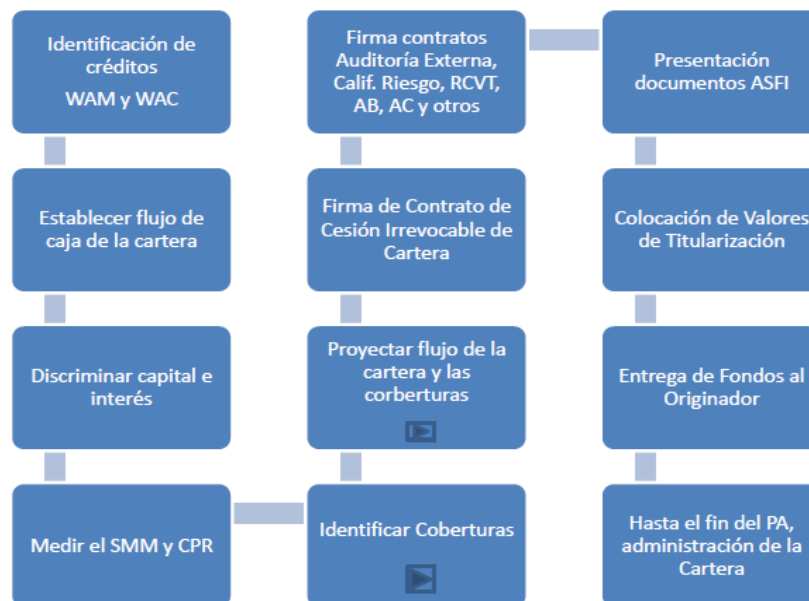 Identificación de
créditos
WAM y WAC
Establecer flujo de
caja de la cartera
Discriminar capital e
interés
Medir el SMM y CPR
Identificar Coberturas
Proyectar flujo de la
cartera y las
corberturas
Firma de Contrato de
Cesión Irrevocable de
Cartera
Firma contratos
Auditoría Externa,
Calif. Riesgo, RCVT,
AB, AC y otros
Presentación
documentos ASFI
Colocación de Valores
de Titularización
Entrega de Fondos al
Originador
Hasta el fin del PA,
administración de la
Cartera